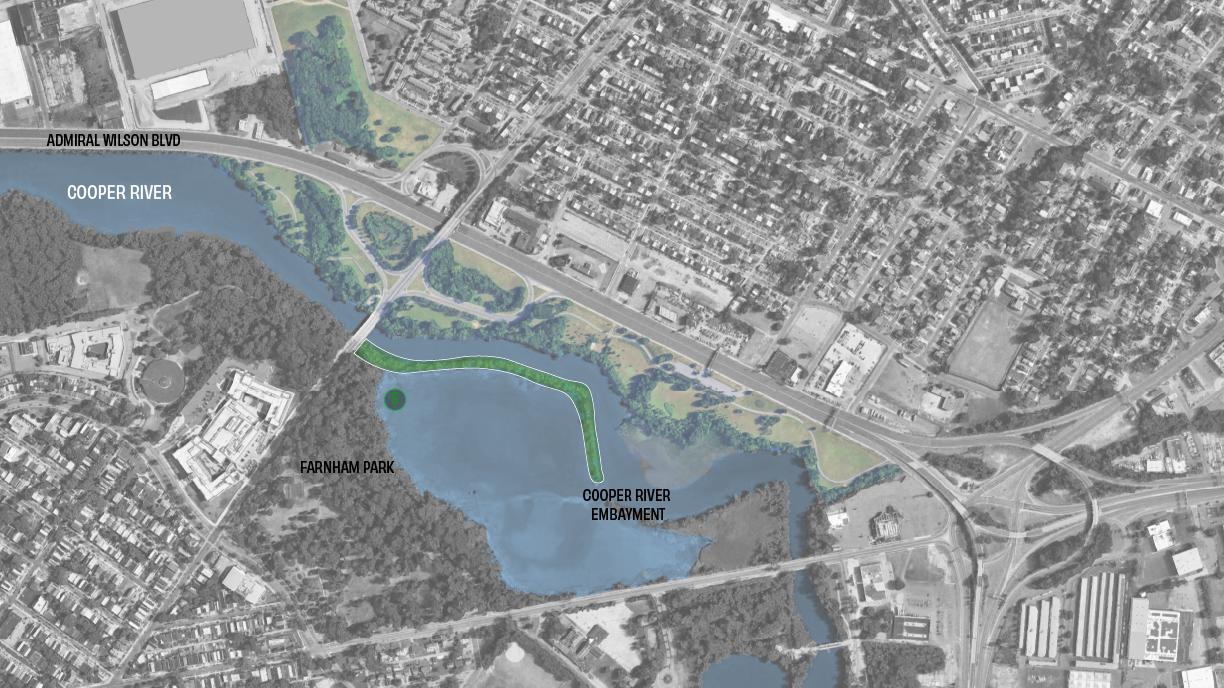 ADMIRAL WILSON BLVD
COOPER RIVER
FARNHAM PARK
COOPER RIVER
EMBAYMENT